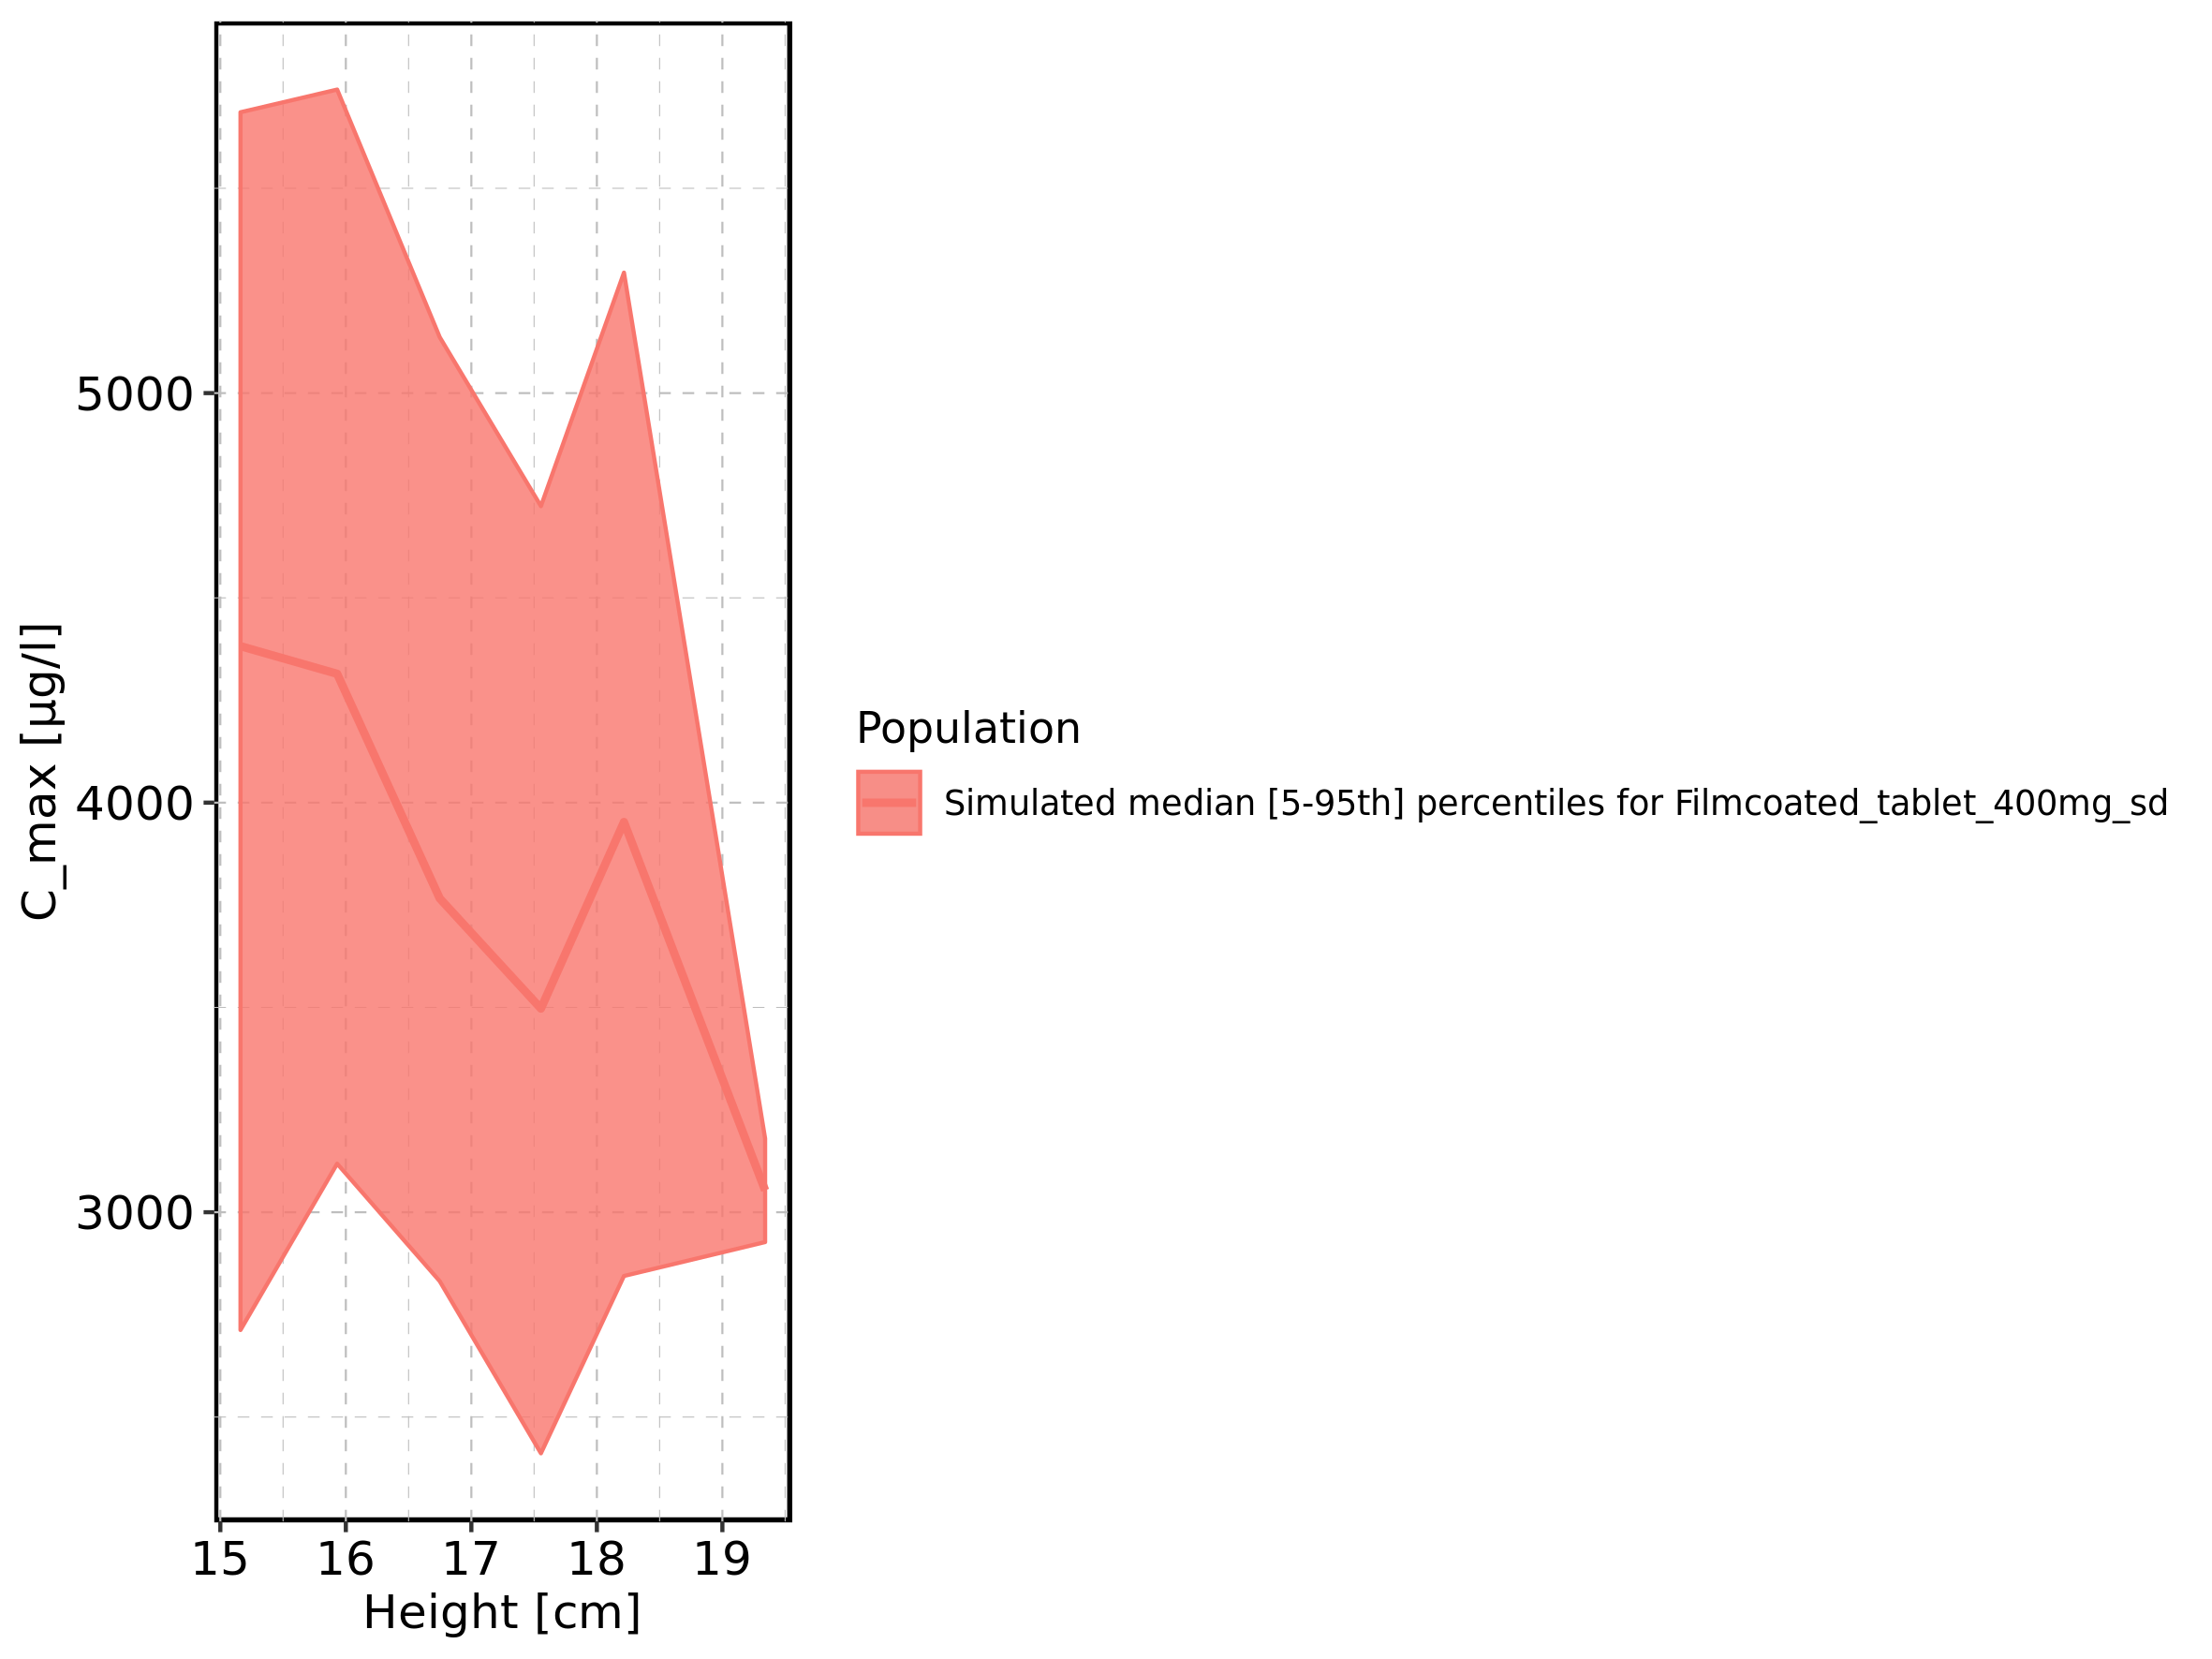 C_max [µg/l]
5000
4000
3000
15 16 17 18 19
Height [cm]
Population
Simulated median [5-95th] percentiles for Filmcoated_tablet_400mg_sd